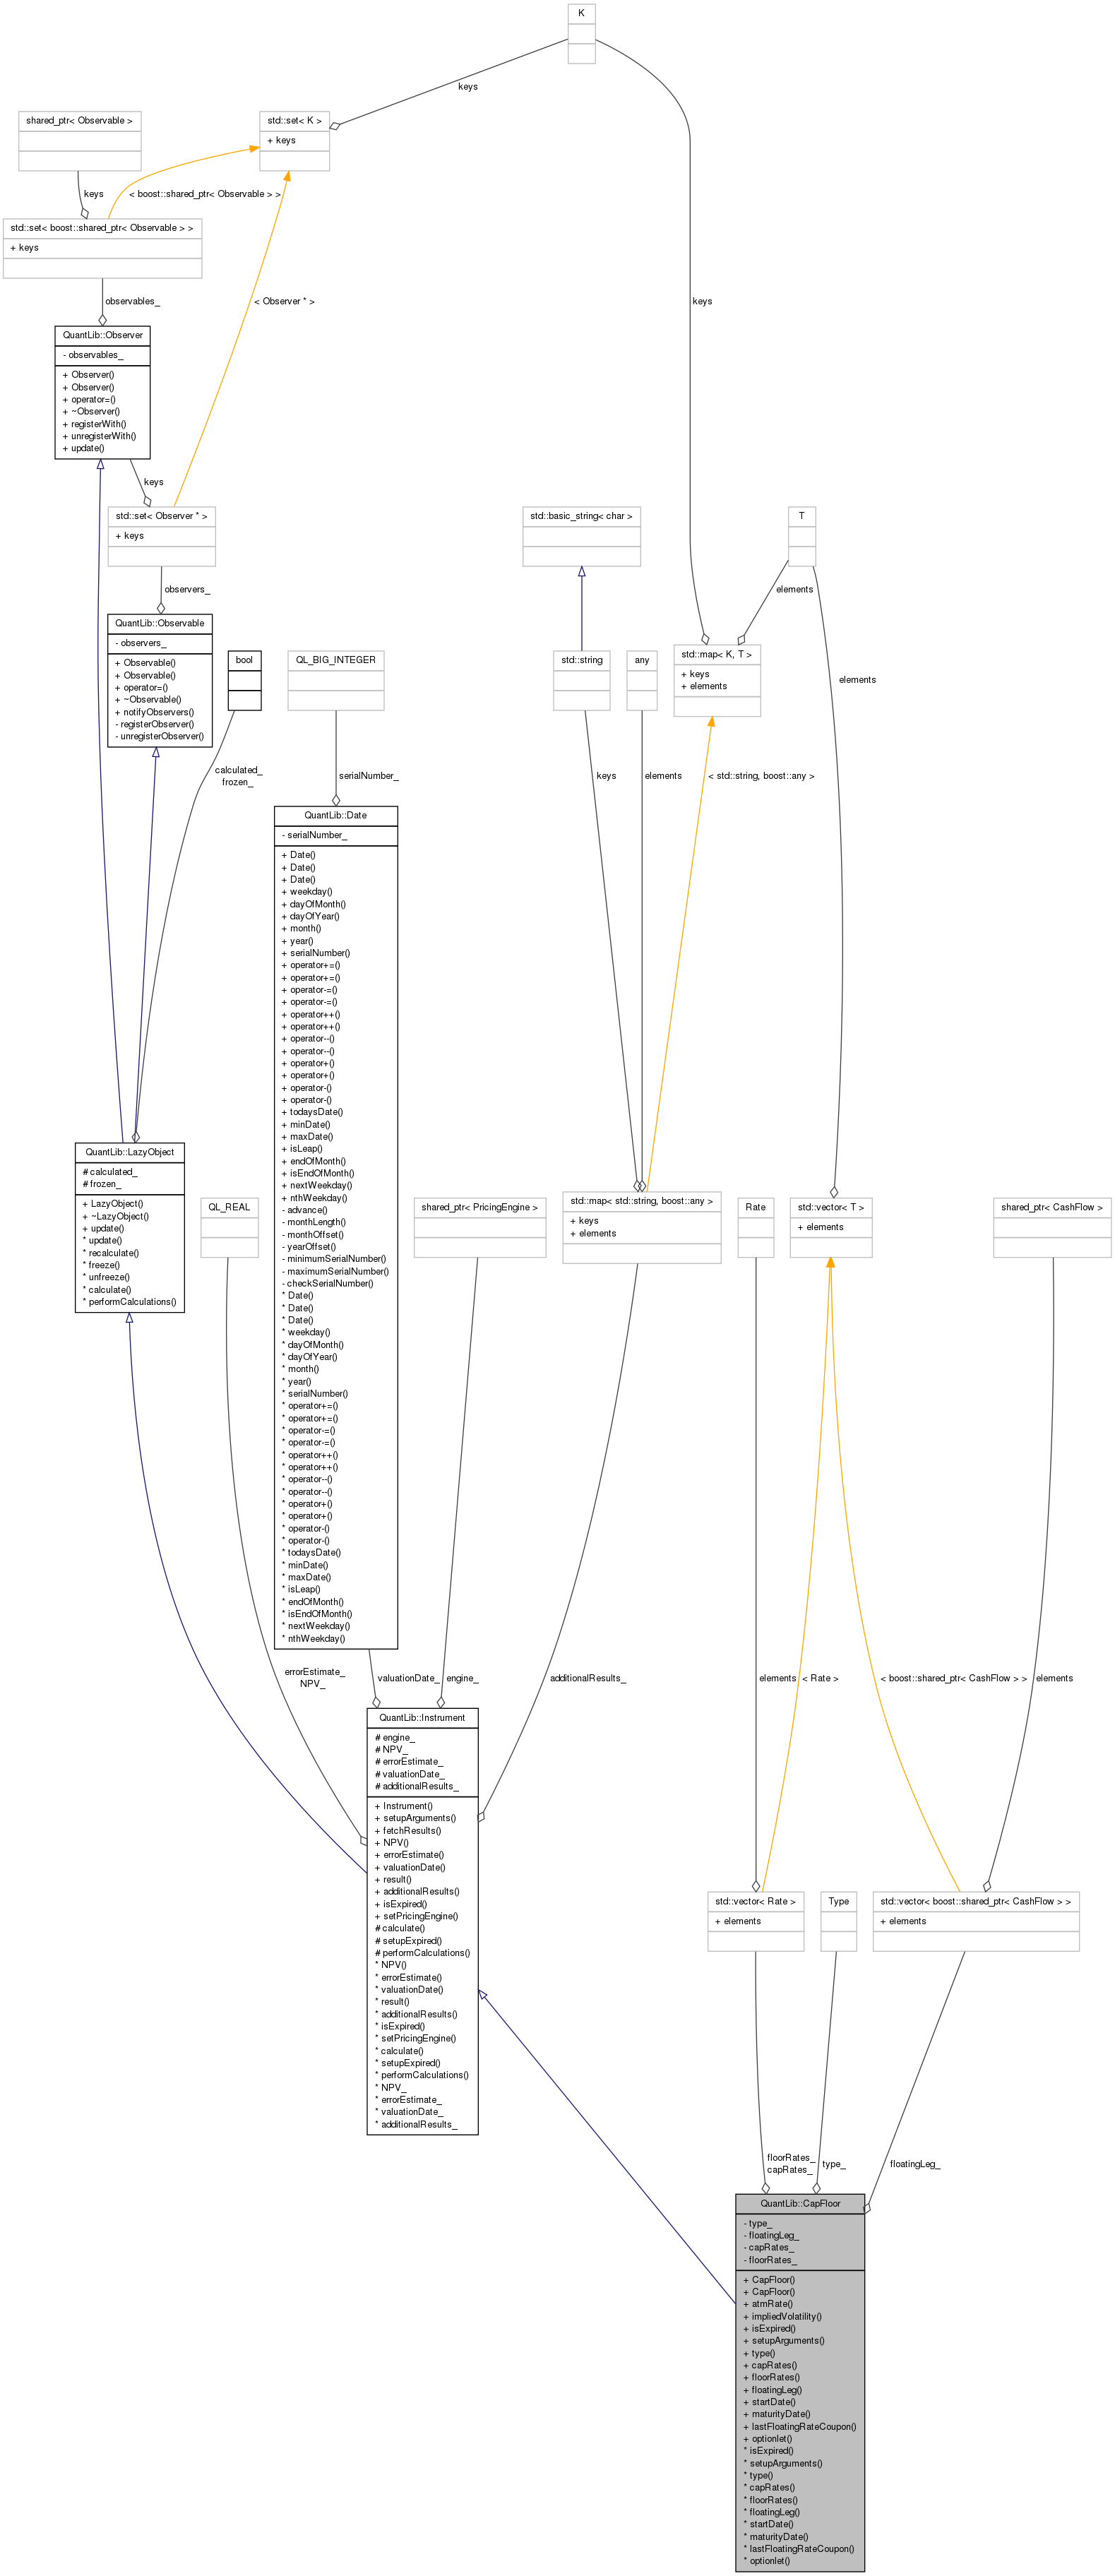 K
keys
shared_ptr< Observable >
std::set< K >
+ keys
keys
< boost::shared_ptr< Observable > >
std::set< boost::shared_ptr< Observable > >
+ keys
observables_
< Observer * >
keys
QuantLib::Observer
- observables_
+ Observer()
+ Observer()
+ operator=()
+ ~Observer()
+ registerWith()
+ unregisterWith()
+ update()
keys
std::set< Observer * >
+ keys
std::basic_string< char >
T
observers_
elements
QuantLib::Observable
- observers_
+ Observable()
+ Observable()
+ operator=()
+ ~Observable()
+ notifyObservers()
- registerObserver()
- unregisterObserver()
bool
QL_BIG_INTEGER
std::string
any
std::map< K, T >
+ keys
+ elements
elements
calculated_
frozen_
serialNumber_
keys
elements
< std::string, boost::any >
QuantLib::Date
- serialNumber_
+ Date()
+ Date()
+ Date()
+ weekday()
+ dayOfMonth()
+ dayOfYear()
+ month()
+ year()
+ serialNumber()
+ operator+=()
+ operator+=()
+ operator-=()
+ operator-=()
+ operator++()
+ operator++()
+ operator--()
+ operator--()
+ operator+()
+ operator+()
+ operator-()
+ operator-()
+ todaysDate()
+ minDate()
+ maxDate()
+ isLeap()
+ endOfMonth()
+ isEndOfMonth()
+ nextWeekday()
+ nthWeekday()
- advance()
- monthLength()
- monthOffset()
- yearOffset()
- minimumSerialNumber()
- maximumSerialNumber()
- checkSerialNumber()
* Date()
* Date()
* Date()
* weekday()
* dayOfMonth()
* dayOfYear()
* month()
* year()
* serialNumber()
* operator+=()
* operator+=()
* operator-=()
* operator-=()
* operator++()
* operator++()
* operator--()
* operator--()
* operator+()
* operator+()
* operator-()
* operator-()
* todaysDate()
* minDate()
* maxDate()
* isLeap()
* endOfMonth()
* isEndOfMonth()
* nextWeekday()
* nthWeekday()
QuantLib::LazyObject
# calculated_
# frozen_
+ LazyObject()
+ ~LazyObject()
+ update()
* update()
* recalculate()
* freeze()
* unfreeze()
* calculate()
* performCalculations()
QL_REAL
shared_ptr< PricingEngine >
std::map< std::string, boost::any >
+ keys
+ elements
Rate
std::vector< T >
+ elements
shared_ptr< CashFlow >
errorEstimate_
NPV_
valuationDate_
engine_
additionalResults_
elements
< Rate >
< boost::shared_ptr< CashFlow > >
elements
QuantLib::Instrument
# engine_
# NPV_
# errorEstimate_
# valuationDate_
# additionalResults_
+ Instrument()
+ setupArguments()
+ fetchResults()
+ NPV()
+ errorEstimate()
+ valuationDate()
+ result()
+ additionalResults()
+ isExpired()
+ setPricingEngine()
# calculate()
# setupExpired()
# performCalculations()
* NPV()
* errorEstimate()
* valuationDate()
* result()
* additionalResults()
* isExpired()
* setPricingEngine()
* calculate()
* setupExpired()
* performCalculations()
* NPV_
* errorEstimate_
* valuationDate_
* additionalResults_
std::vector< Rate >
+ elements
Type
std::vector< boost::shared_ptr< CashFlow > >
+ elements
floorRates_
capRates_
type_
floatingLeg_
QuantLib::CapFloor
- type_
- floatingLeg_
- capRates_
- floorRates_
+ CapFloor()
+ CapFloor()
+ atmRate()
+ impliedVolatility()
+ isExpired()
+ setupArguments()
+ type()
+ capRates()
+ floorRates()
+ floatingLeg()
+ startDate()
+ maturityDate()
+ lastFloatingRateCoupon()
+ optionlet()
* isExpired()
* setupArguments()
* type()
* capRates()
* floorRates()
* floatingLeg()
* startDate()
* maturityDate()
* lastFloatingRateCoupon()
* optionlet()